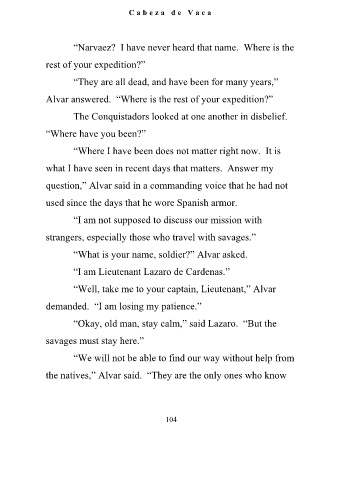 Cabeza de Vaca
“Narvaez?  I have never heard that name.  Where is the
rest of your expedition?”
“They are all dead, and have been for many years,”
Alvar answered.  “Where is the rest of your expedition?”
The Conquistadors looked at one another in disbelief.
“Where have you been?”
“Where I have been does not matter right now.  It is
what I have seen in recent days that matters.  Answer my
question,” Alvar said in a commanding voice that he had not
used since the days that he wore Spanish armor.
“I am not supposed to discuss our mission with
strangers, especially those who travel with savages.”
“What is your name, soldier?” Alvar asked.
“I am Lieutenant Lazaro de Cardenas.”
“Well, take me to your captain, Lieutenant,” Alvar
demanded.  “I am losing my patience.”
“Okay, old man, stay calm,” said Lazaro.  “But the
savages must stay here.”
“We will not be able to find our way without help from
the natives,” Alvar said.  “They are the only ones who know
104